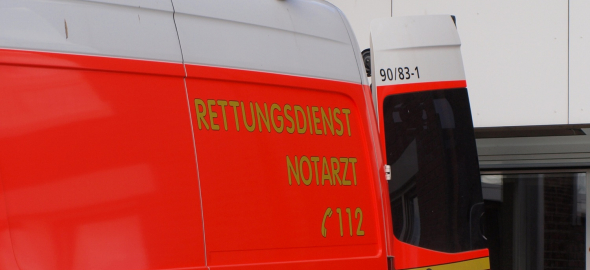 90/83-1
RETTUNGSDIENST
NOTARZT
112